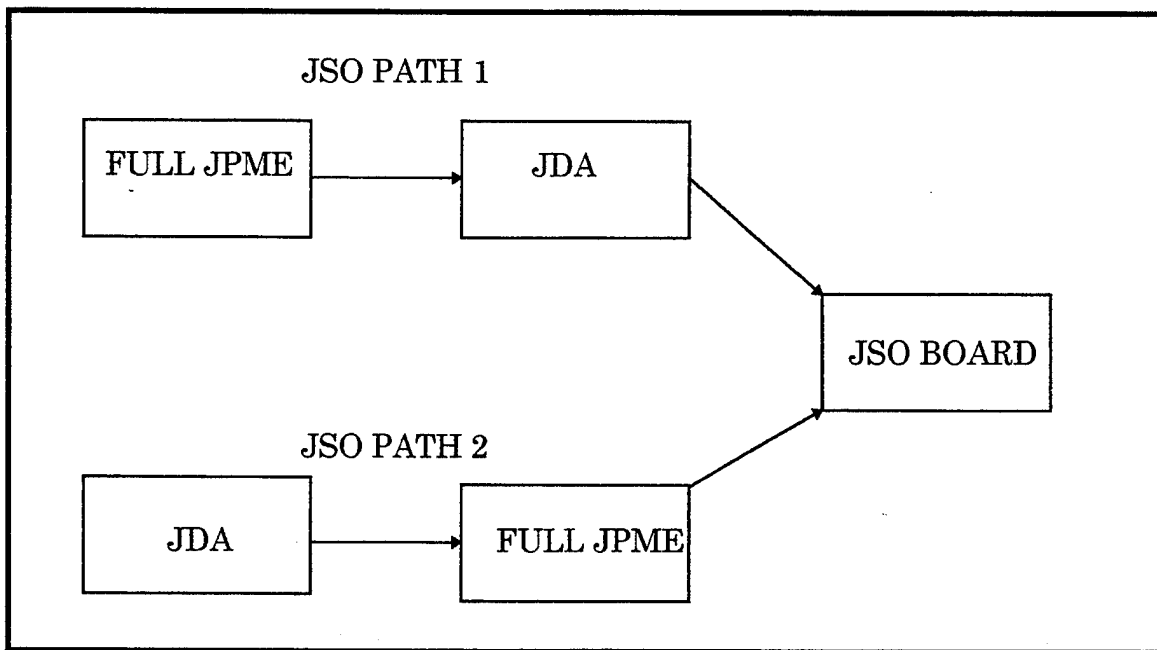 JSO PATH 1
FULL JPME
JDA
JSO BOARD
JSO PATH 2
JDA
FULL JPME